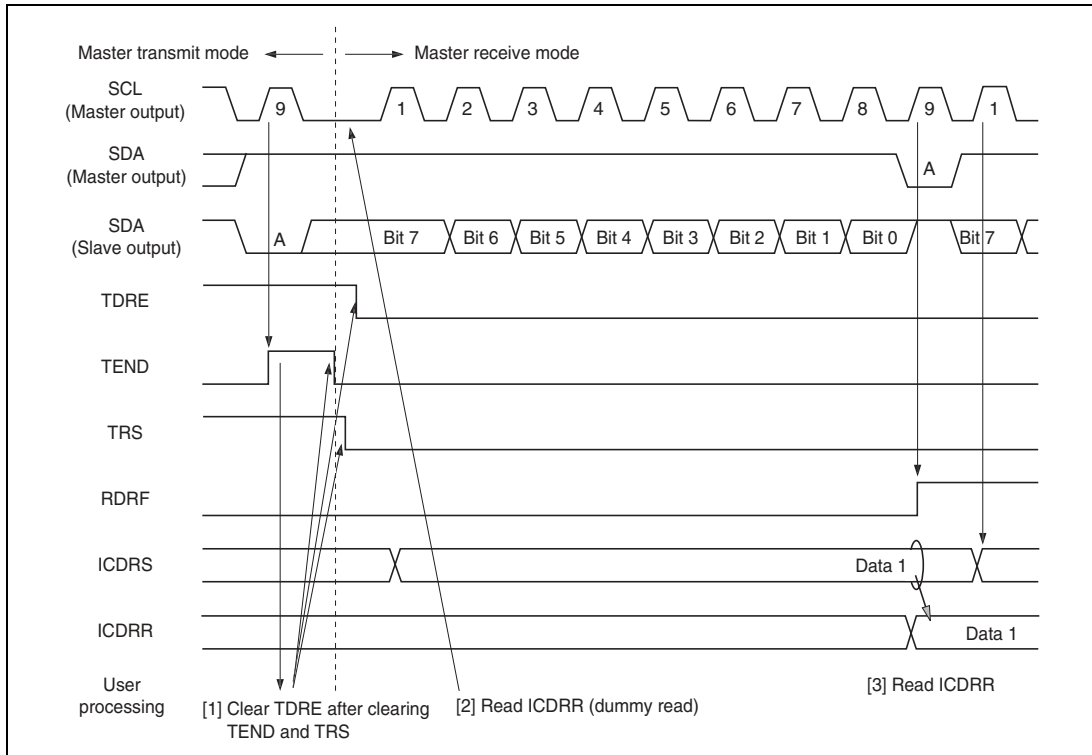 Master transmit mode Master receive mode
SCL
(Master output)
9 1 2 3 4 5 6 7 8 9 1
SDA
(Master output)
A
SDA
(Slave output)
A Bit 7 Bit 6 Bit 5 Bit 4 Bit 3 Bit 2 Bit 1 Bit 0 Bit 7
TDRE
TEND
TRS
RDRF
ICDRS
Data 1
ICDRR
Data 1
User
processing
[1] Clear TDRE after clearing
TEND and TRS
[2] Read ICDRR (dummy read)
[3] Read ICDRR